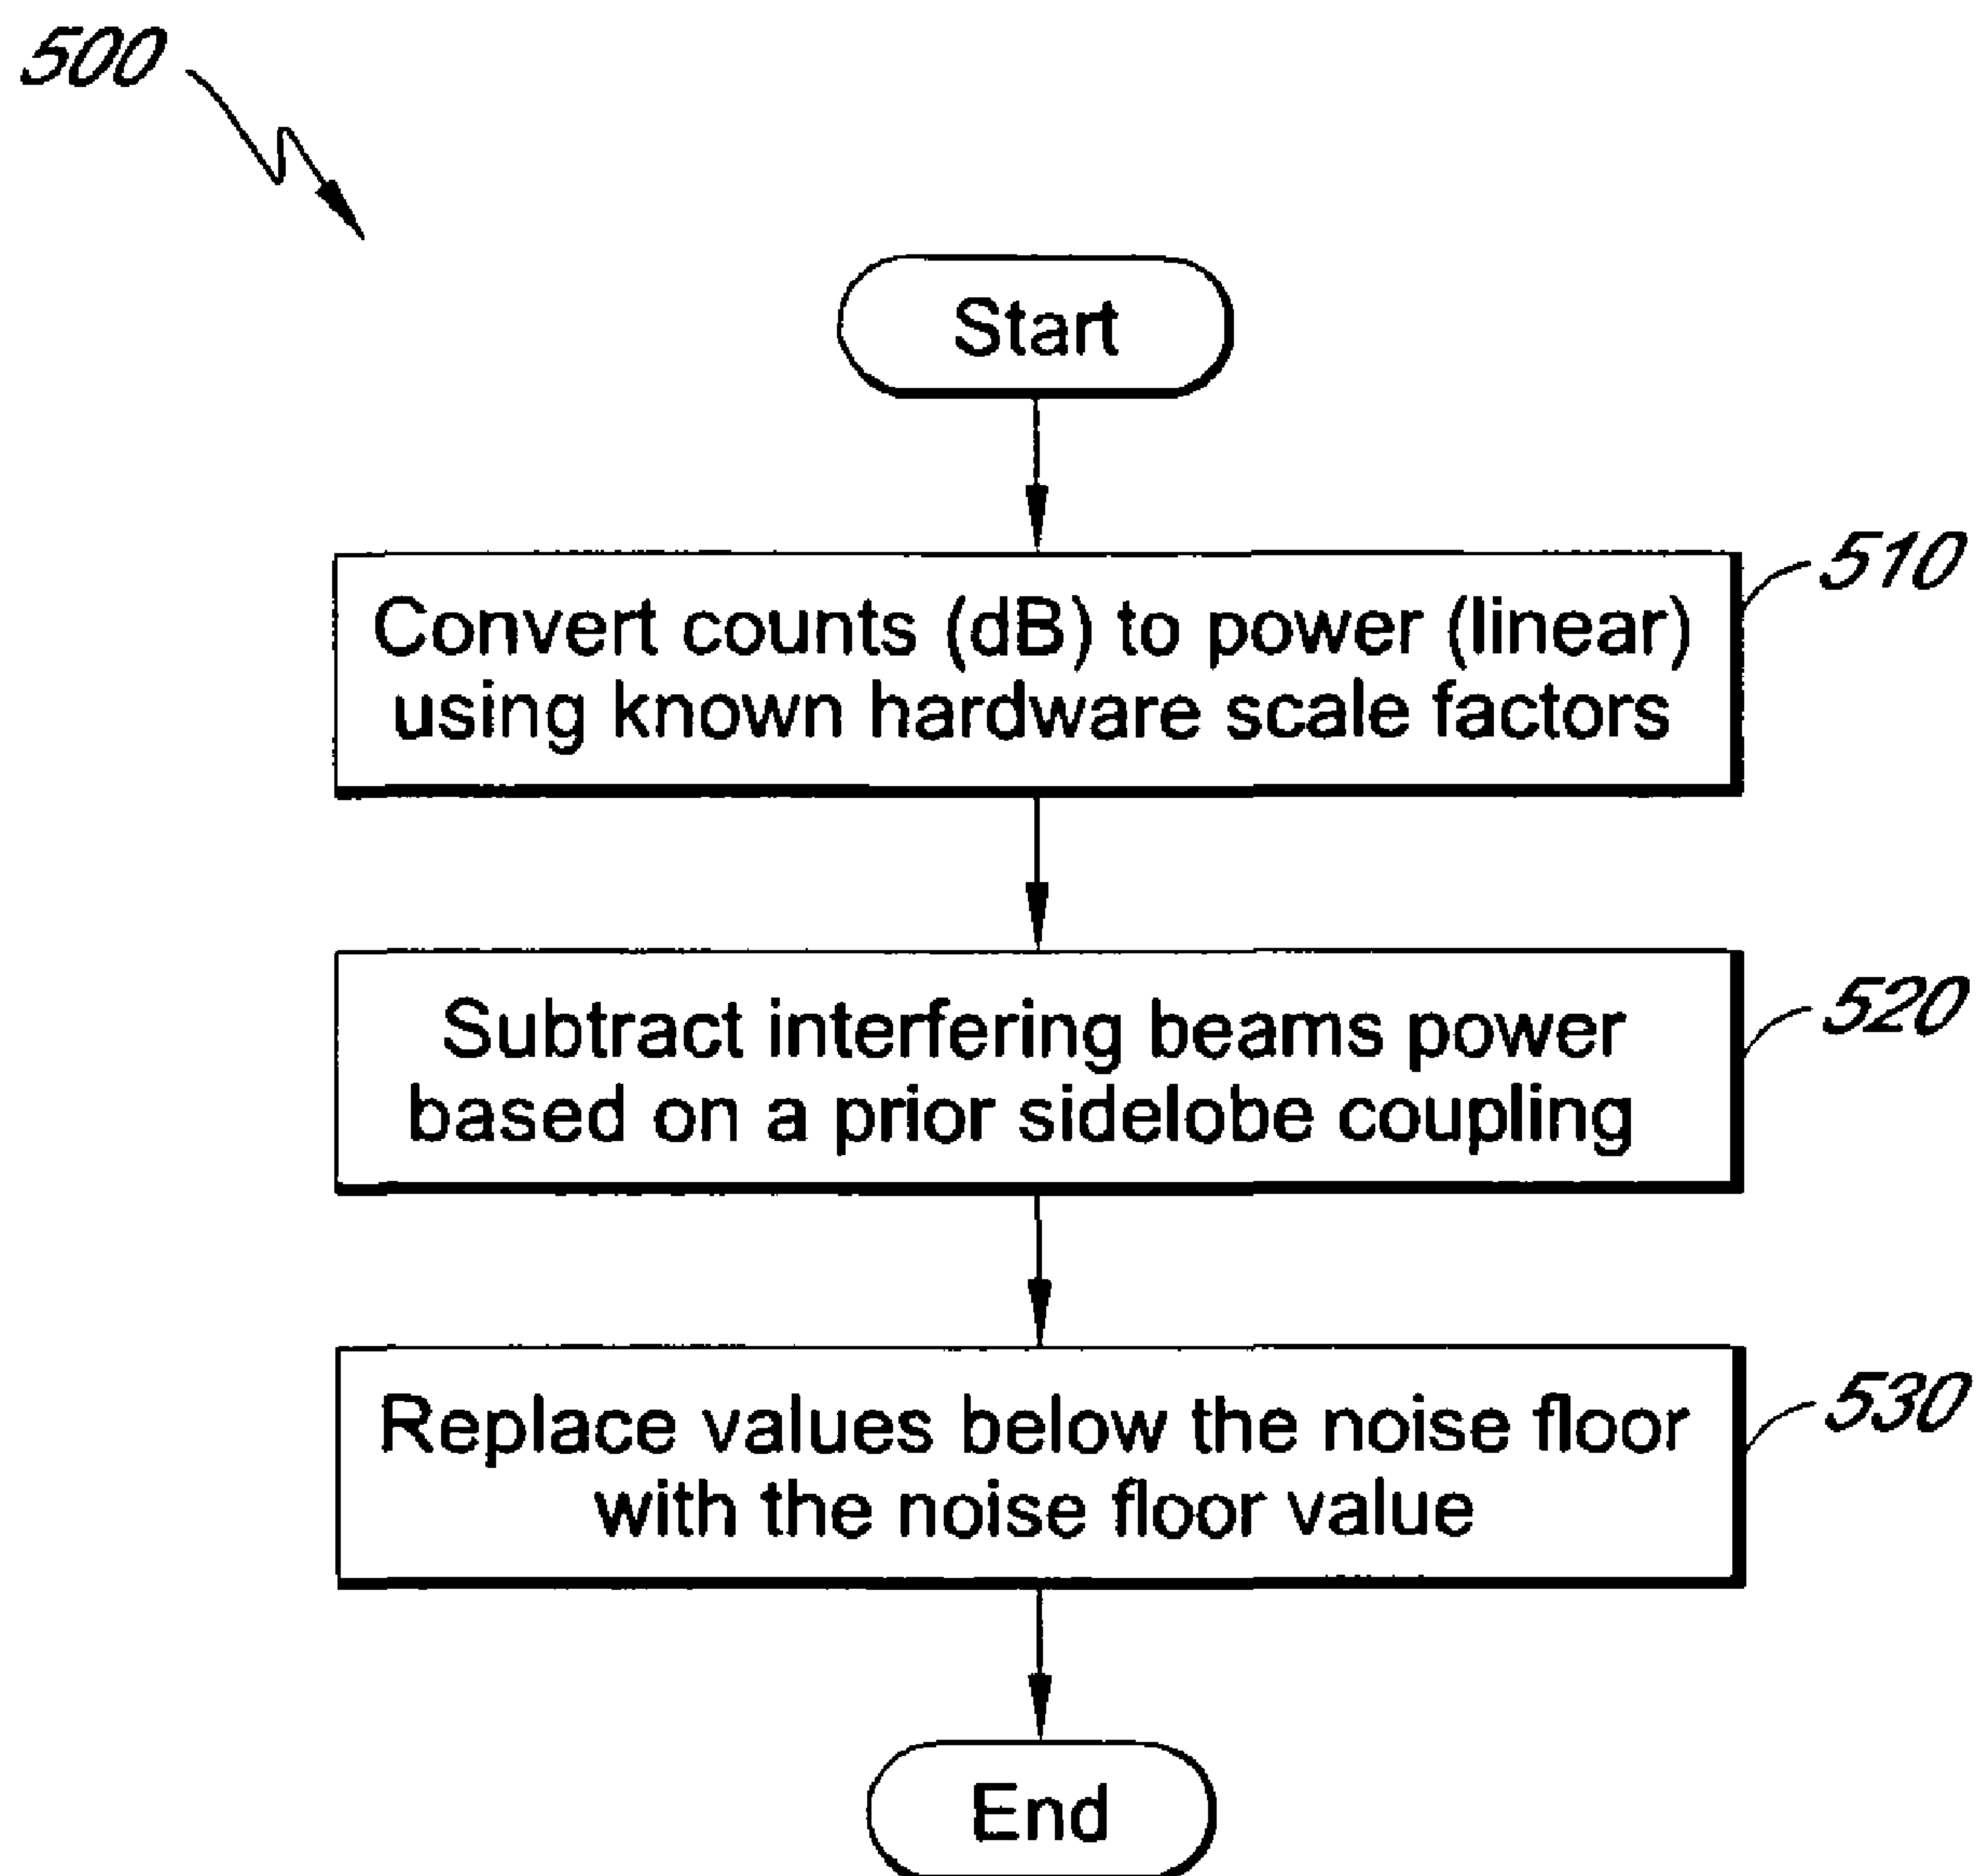 500
Start
510
Convert counts (dB) to power (linear)
using known hardware scale factors
520
Subtract interfering beams power
based on a prior sidelobe coupling
530
Replace values below the noise floor
with the noise floor value
End